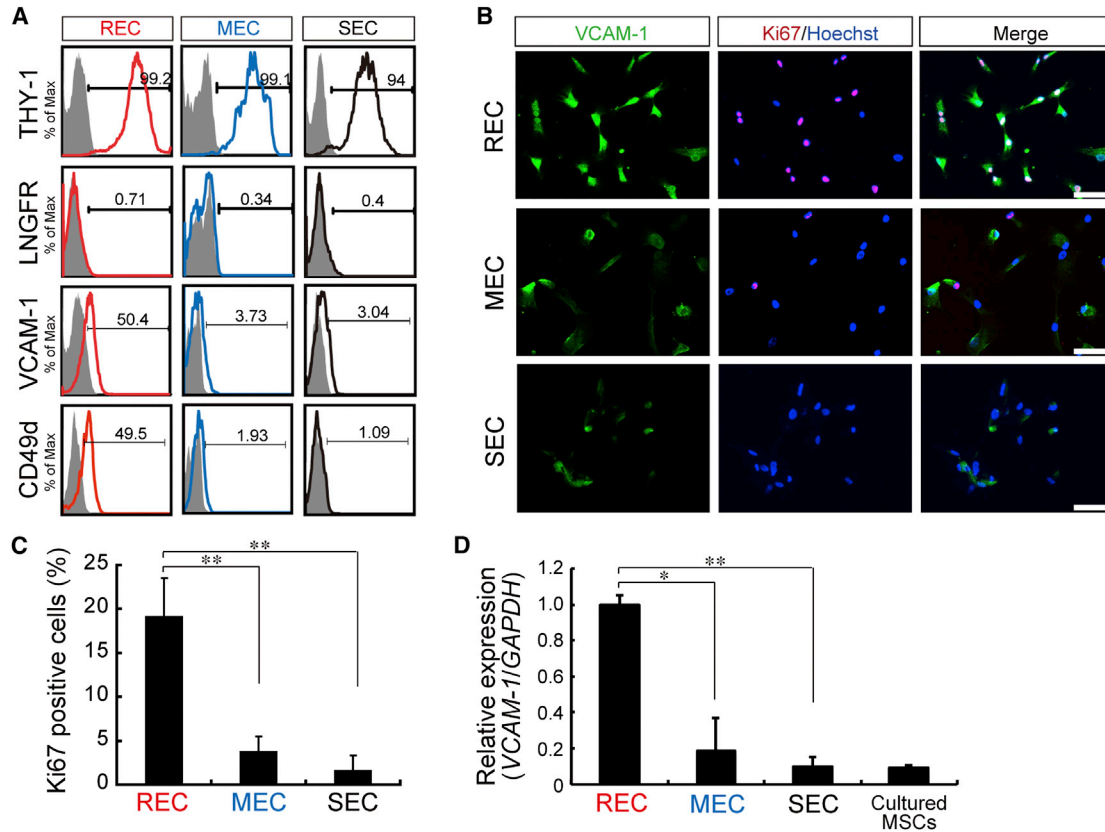 A
REC MEC SEC
THY-1
% of Max
99.2 99.1 94
LNGFR
% of Max
0.71 0.34 0.4
VCAM-1
% of Max
50.4 3.73 3.04
CD49d
% of Max
49.5 1.93 1.09
B
VCAM-1 Ki67/Hoechst Merge
REC
MEC
SEC
C
Ki67 positive cells (%)
25
20
15
10
5
0
**
**
REC MEC SEC
D
Relative expression
(VCAM-1/GAPDH)
1.2
1.0
0.8
0.6
0.4
0.2
0
**
*
REC MEC SEC Cultured
MSCs